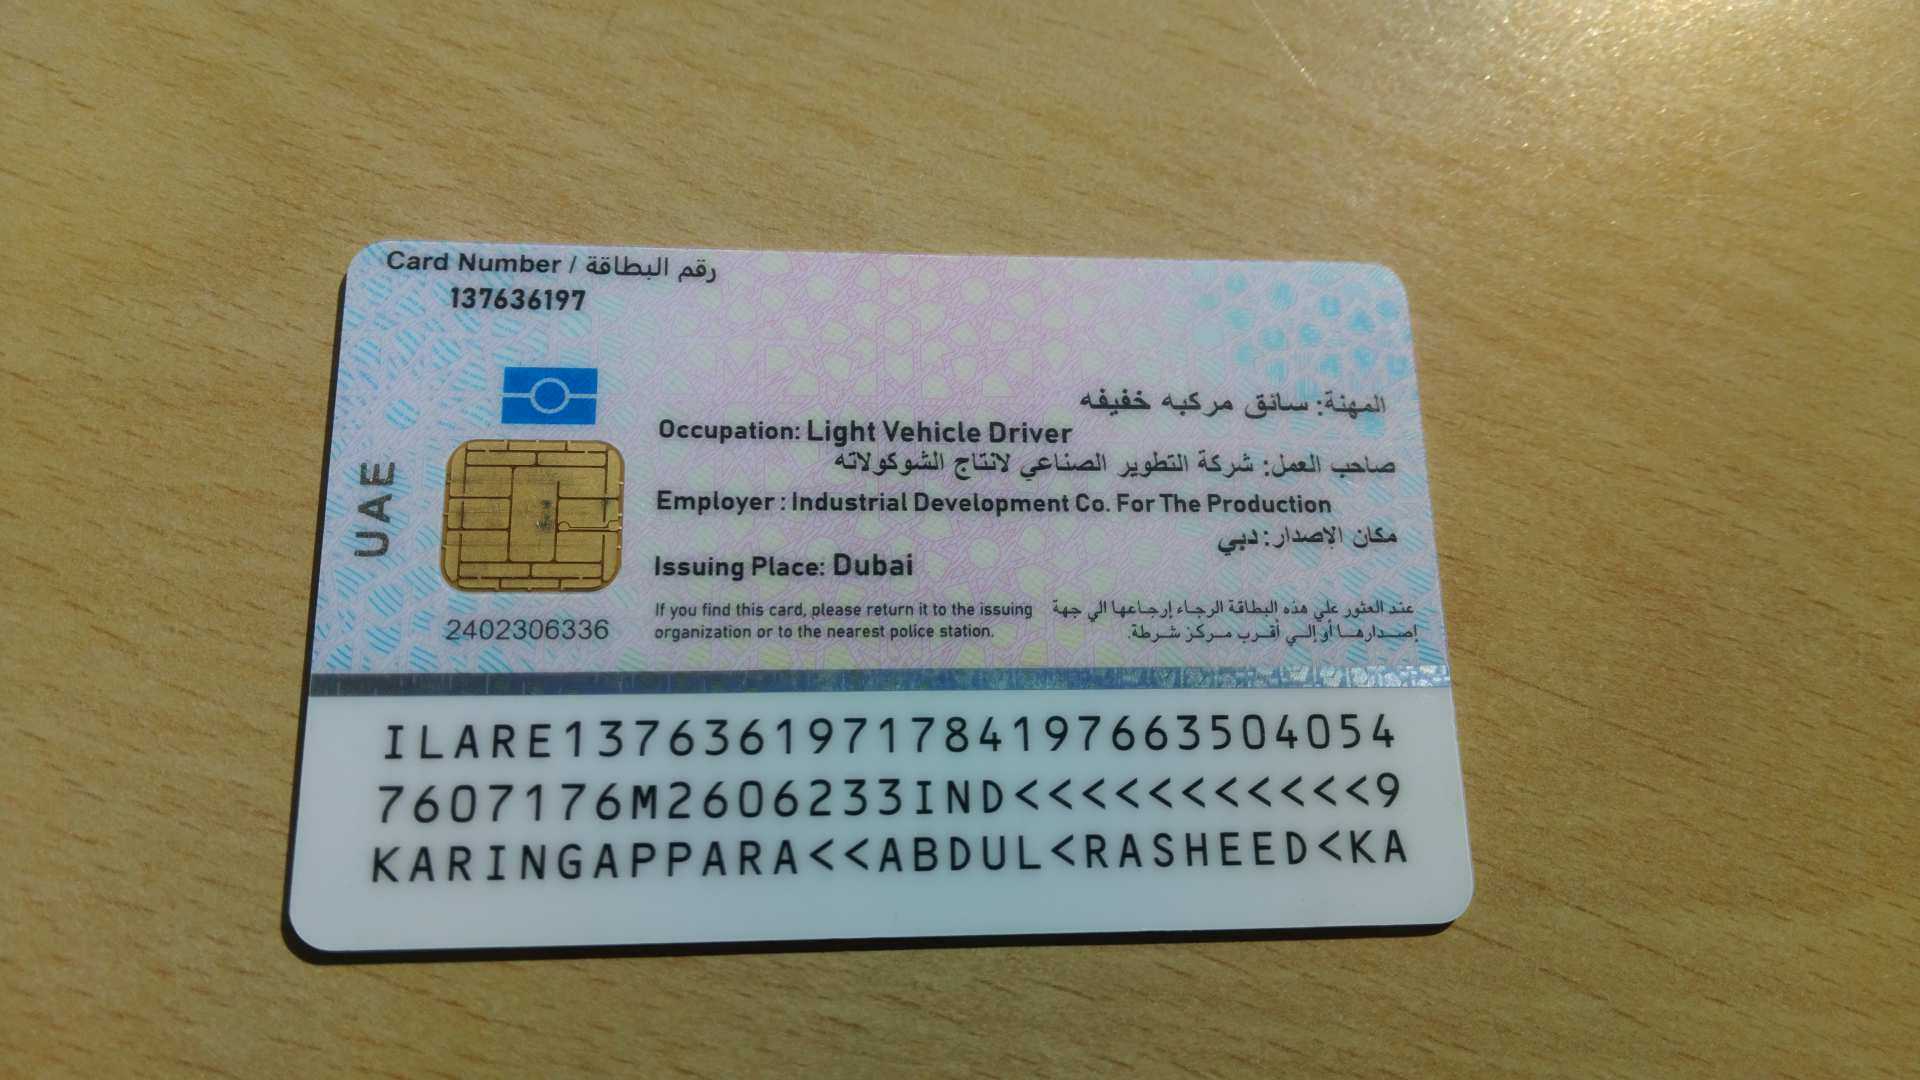 Card Number / رقم البطاقة
137636197
المهنة: سائق مركبه خفيفه
Occupation: Light Vehicle Driver
صاحب العمل: شركة التطوير الصناعي لانتاج الشوكولاته
Employer : Industrial Development Co. For The Production
مكان الإصدار: دبي
Issuing Place: Dubai
UAE
2402306336
If you find this card, please return it to the issuing
organization or to the nearest police station.
عند العثور علي هذه البطاقة الرجاء إرجاعها الي جهة
إصدارها أو إلي أقرب مركز شرطة.
ILARE1376361971784197663504054
7607176M2606233IND<<<<<<<<<<<9
KARINGAPPARA<<ABDUL<RASHEED<KA